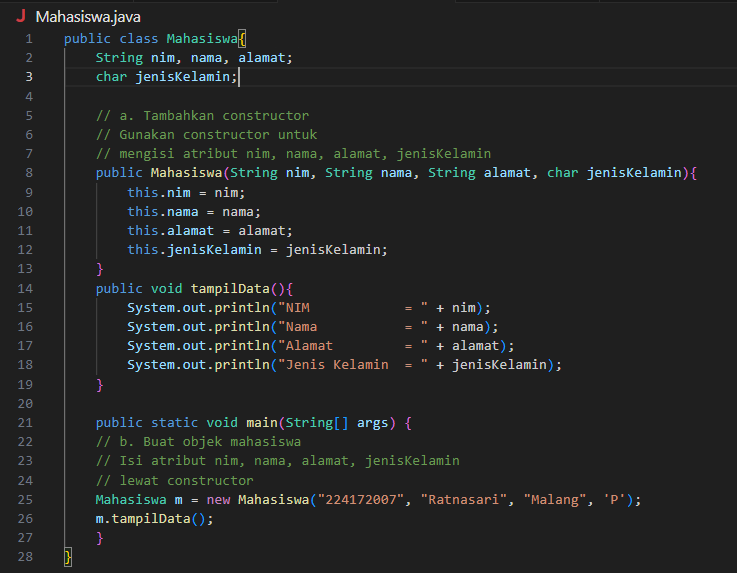 J Mahasiswa.java
1 public class Mahasiswa{
2     String nim, nama, alamat;
3     char jenisKelamin;
4
5     // a. Tambahkan constructor
6     // Gunakan constructor untuk
7     // mengisi atribut nim, nama, alamat, jenisKelamin
8     public Mahasiswa(String nim, String nama, String alamat, char jenisKelamin){
9         this.nim = nim;
10         this.nama = nama;
11         this.alamat = alamat;
12         this.jenisKelamin = jenisKelamin;
13     }
14     public void tampilData(){
15         System.out.println("NIM            = " + nim);
16         System.out.println("Nama           = " + nama);
17         System.out.println("Alamat         = " + alamat);
18         System.out.println("Jenis Kelamin  = " + jenisKelamin);
19     }
20
21     public static void main(String[] args) {
22     // b. Buat objek mahasiswa
23     // Isi atribut nim, nama, alamat, jenisKelamin
24     // lewat constructor
25     Mahasiswa m = new Mahasiswa("224172007", "Ratnasari", "Malang", 'P');
26     m.tampilData();
27     }
28 }